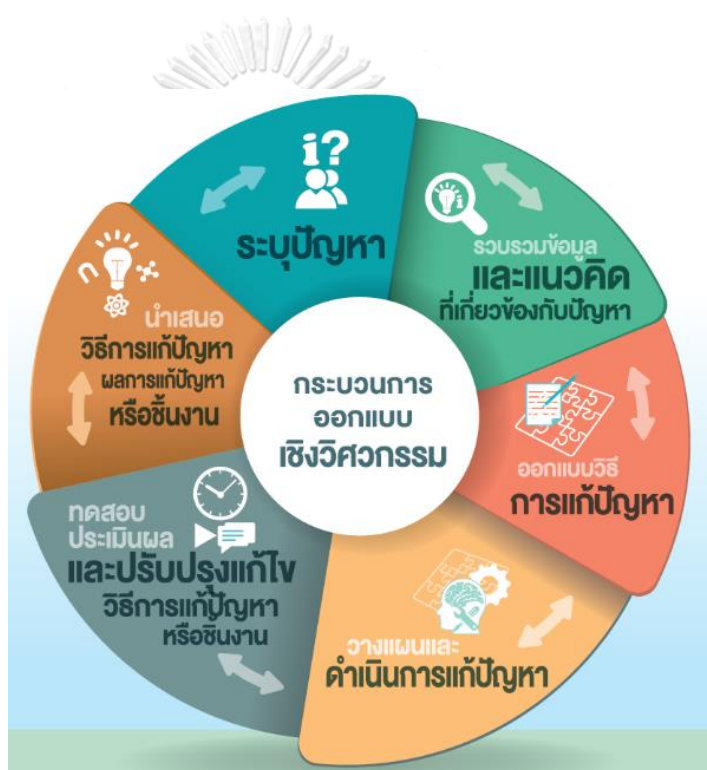 i?
ระบุปัญหา
รวบรวมข้อมูล
และแนวคิด
ที่เกี่ยวข้องกับปัญหา
ออกแบบวิธี
การแก้ปัญหา
วางแผนและ
ดำเนินการแก้ปัญหา
ทดสอบ
ประเมินผล
และปรับปรุงแก้ไข
วิธีการแก้ปัญหา
หรือชิ้นงาน
นำเสนอ
วิธีการแก้ปัญหา
ผลการแก้ปัญหา
หรือชิ้นงาน
กระบวนการ
ออกแบบ
เชิงวิศวกรรม